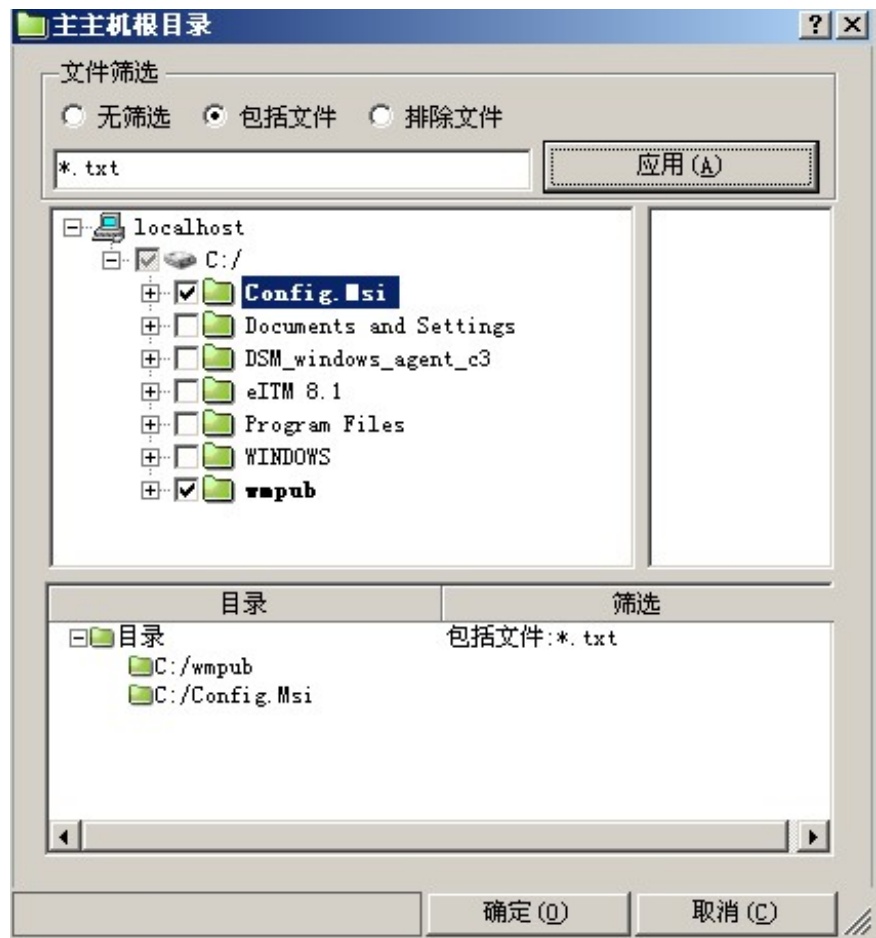 主主机根目录
文件筛选
无筛选 包括文件 排除文件
*.txt 应用(A)
localhost
C:/
Config.Msi
Documents and Settings
DSM_windows_agent_c3
eITM 8.1
Program Files
WINDOWS
wmpub
目录 筛选
目录 包括文件:*.txt
C:/wmpub
C:/Config.Msi
确定(O) 取消(C)